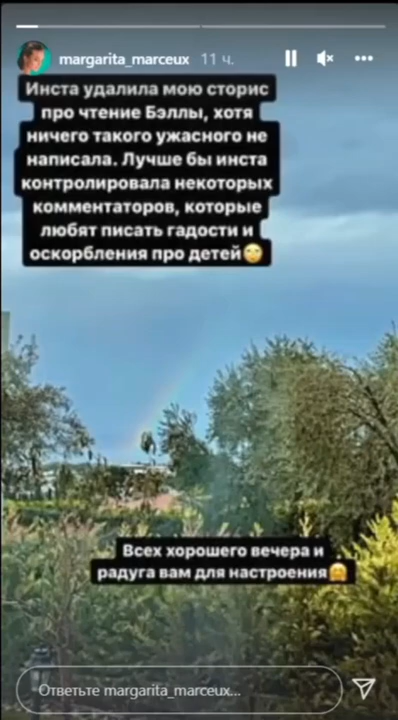 margarita_marceux 11 ч.
Инста удалила мою сторис
про чтение Бэллы, хотя
ничего такого ужасного не
написала. Лучше бы инста
контролировала некоторых
комментаторов, которые
любят писать гадости и
оскорбления про детей🙄
Всех хорошего вечера и
радуга вам для настроения🤗
Ответьте margarita_marceux...